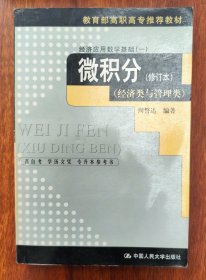 教育部高职高专推荐教材
经济应用数学基础(一)
微积分(修订本)
(经济类与管理类)
周誓达 编著
WEI JI FEN
(XIU DING BEN)
含自考 学历文凭 专升本参考书
中国人民大学出版社